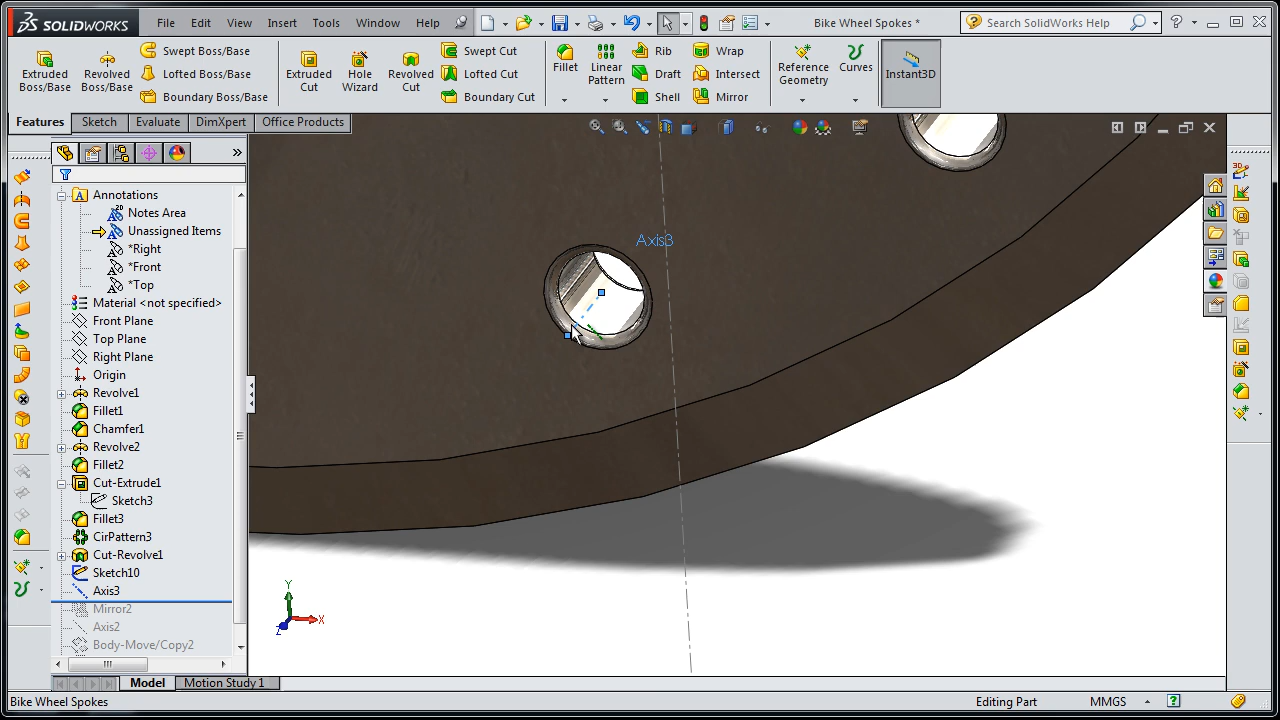 SOLIDWORKS File Edit View Insert Tools Window Help Bike Wheel Spokes * Search SolidWorks Help
Extruded Boss/Base
Revolved Boss/Base
Swept Boss/Base
Lofted Boss/Base
Boundary Boss/Base
Extruded Cut
Hole Wizard
Revolved Cut
Swept Cut
Lofted Cut
Boundary Cut
Fillet
Linear Pattern
Rib
Draft
Shell
Wrap
Intersect
Mirror
Reference Geometry
Curves
Instant3D
Features Sketch Evaluate DimXpert Office Products
Annotations
Notes Area
Unassigned Items
*Right
*Front
*Top
Material <not specified>
Front Plane
Top Plane
Right Plane
Origin
Revolve1
Fillet1
Chamfer1
Revolve2
Fillet2
Cut-Extrude1
Sketch3
Fillet3
CirPattern3
Cut-Revolve1
Sketch10
Axis3
Mirror2
Axis2
Body-Move/Copy2
Axis3
Y
X
Z
Model Motion Study 1
Bike Wheel Spokes Editing Part MMGS